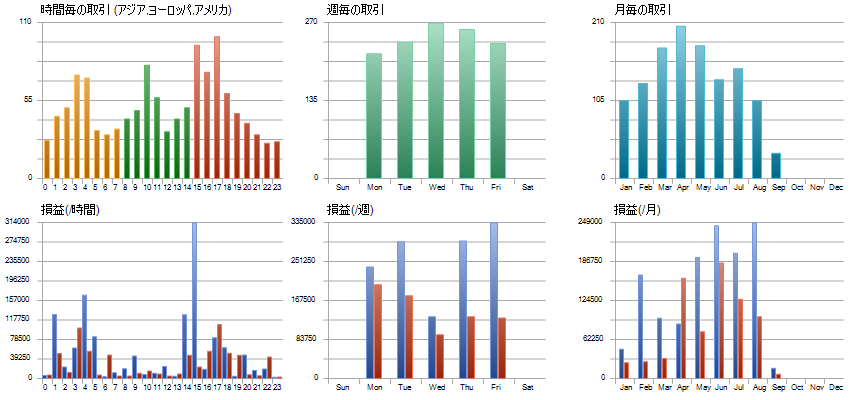 時間毎の取引 (アジア,ヨーロッパ,アメリカ)
110
55
0
0 1 2 3 4 5 6 7 8 9 10 11 12 13 14 15 16 17 18 19 20 21 22 23
週毎の取引
270
135
0
Sun Mon Tue Wed Thu Fri Sat
月毎の取引
210
105
0
Jan Feb Mar Apr May Jun Jul Aug Sep Oct Nov Dec
損益(/時間)
314000
274750
235500
196250
157000
117750
78500
39250
0
0 1 2 3 4 5 6 7 8 9 10 11 12 13 14 15 16 17 18 19 20 21 22 23
損益(/週)
335000
251250
167500
83750
0
Sun Mon Tue Wed Thu Fri Sat
損益(/月)
249000
186750
124500
62250
0
Jan Feb Mar Apr May Jun Jul Aug Sep Oct Nov Dec